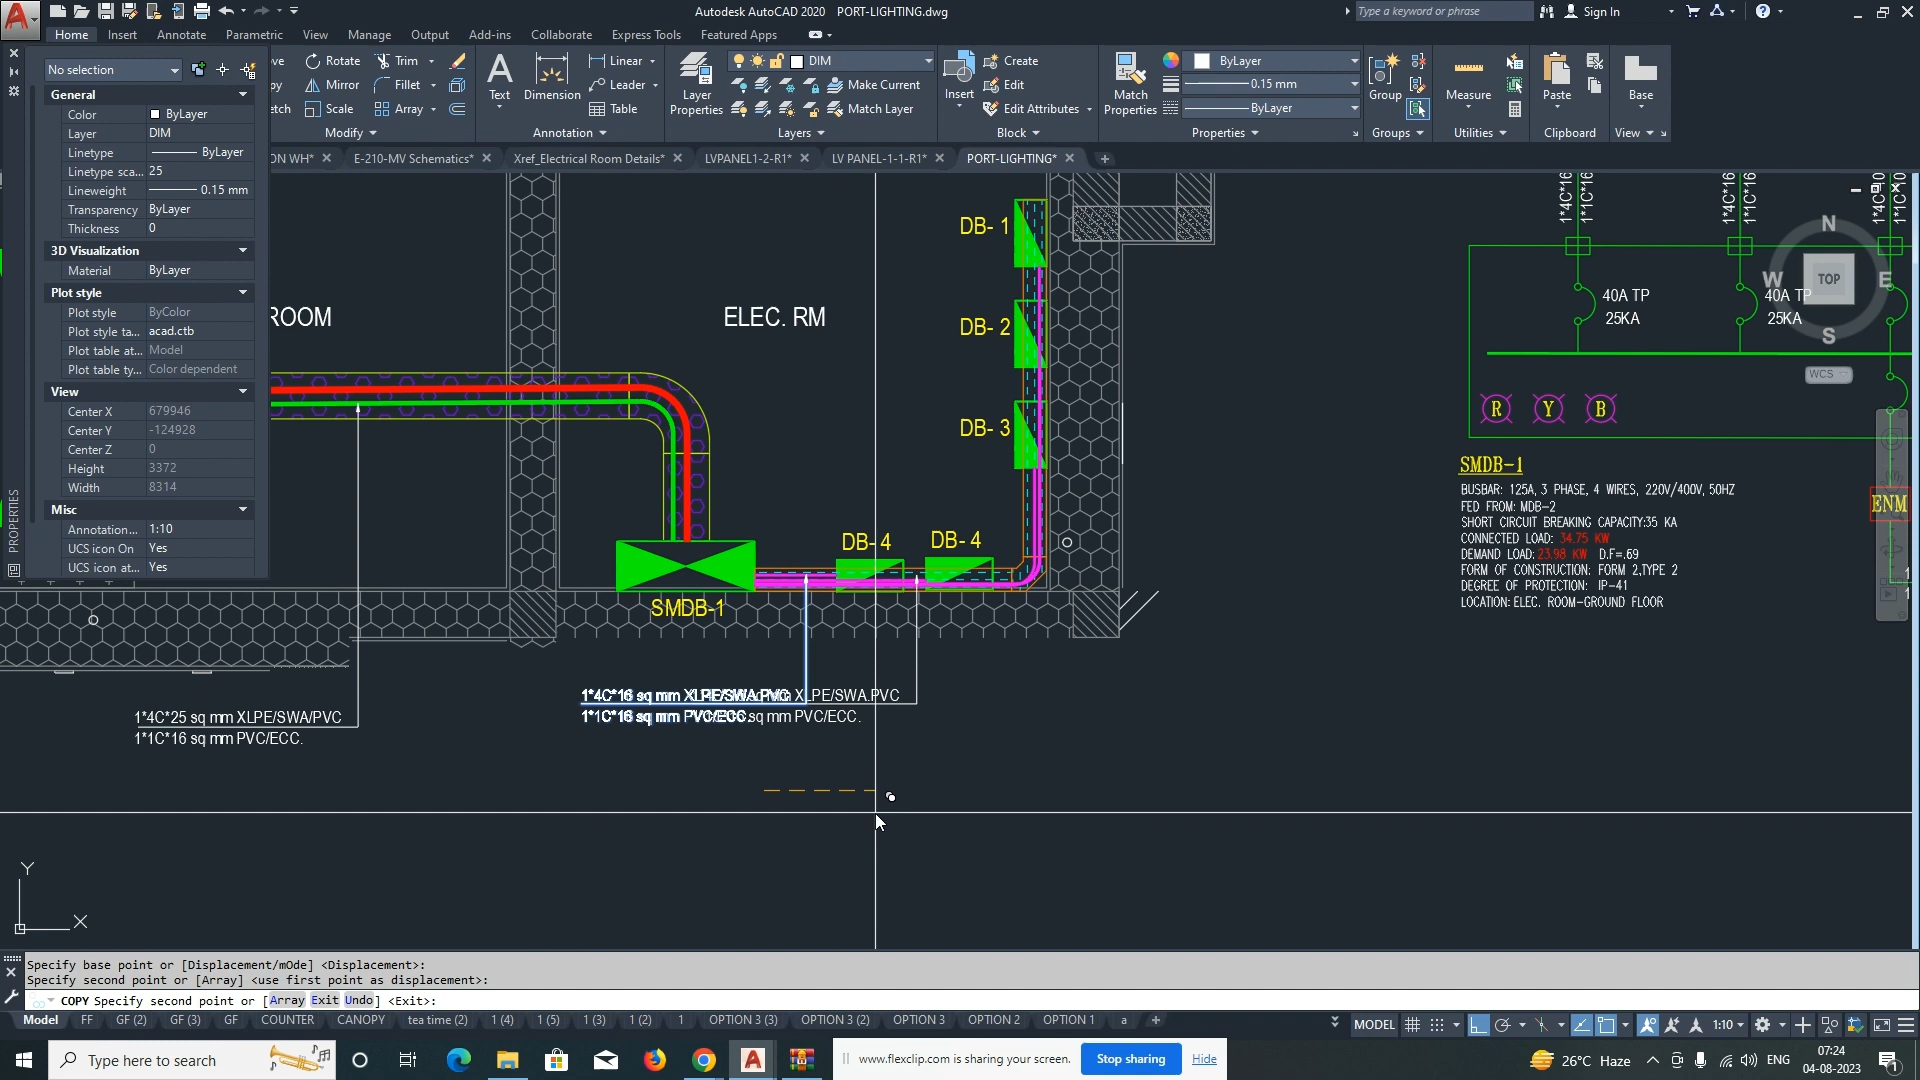 Autodesk AutoCAD 2020 PORT-LIGHTING.dwg
Type a keyword or phrase
Sign In
Home Insert Annotate Parametric View Manage Output Add-ins Collaborate Express Tools Featured Apps
No selection
General
Color ByLayer
Layer DIM
Linetype ByLayer
Linetype sca... 25
Lineweight 0.15 mm
Transparency ByLayer
Thickness 0
3D Visualization
Material ByLayer
Plot style
Plot style ByColor
Plot style ta... acad.ctb
Plot table at... Model
Plot table ty... Color dependent
View
Center X 679946
Center Y -124928
Center Z 0
Height 3372
Width 8314
Misc
Annotation... 1:10
UCS icon On Yes
UCS icon at... Yes
PROPERTIES
Rotate Trim
Mirror Fillet
Scale Array
Modify
Text
Dimension
Linear
Leader
Table
Annotation
Layer Properties
DIM
Make Current
Match Layer
Layers
Insert
Create
Edit
Edit Attributes
Block
Match Properties
ByLayer
0.15 mm
ByLayer
Properties
Group
Groups
Measure
Utilities
Paste
Clipboard
Base
View
ON WH* E-210-MV Schematics* Xref_Electrical Room Details* LVPANEL1-2-R1* LV PANEL-1-1-R1* PORT-LIGHTING*
ROOM
ELEC. RM
DB- 1
DB- 2
DB- 3
DB- 4
DB- 4
SMDB-1
1*4C*25 sq mm XLPE/SWA/PVC
1*1C*16 sq mm PVC/ECC.
1*4C*16 sq mm XLPE/SWA.PVC
1*1C*16 sq mm PVC/ECC.
1*4C*16
1*1C*16
1*4C*16
1*1C*16
40A TP
25KA
40A TP
25KA
R Y B
N
W TOP E
S
WCS
ENM
SMDB-1
BUSBAR: 125A, 3 PHASE, 4 WIRES, 220V/400V, 50HZ
FED FROM: MDB-2
SHORT CIRCUIT BREAKING CAPACITY:35 KA
CONNECTED LOAD: 34.75 KW
DEMAND LOAD: 23.98 KW D.F=.69
FORM OF CONSTRUCTION: FORM 2,TYPE 2
DEGREE OF PROTECTION: IP-41
LOCATION: ELEC. ROOM-GROUND FLOOR
Y
X
Specify base point or [Displacement/mOde] <Displacement>:
Specify second point or [Array] <use first point as displacement>:
COPY Specify second point or [Array Exit Undo] <Exit>:
Model FF GF (2) GF (3) GF COUNTER CANOPY tea time (2) 1 (4) 1 (5) 1 (3) 1 (2) 1 OPTION 3 (3) OPTION 3 (2) OPTION 3 OPTION 2 OPTION 1 a
MODEL 1:10
Type here to search
www.flexclip.com is sharing your screen. Stop sharing Hide
26°C Haze ENG
07:24
04-08-2023